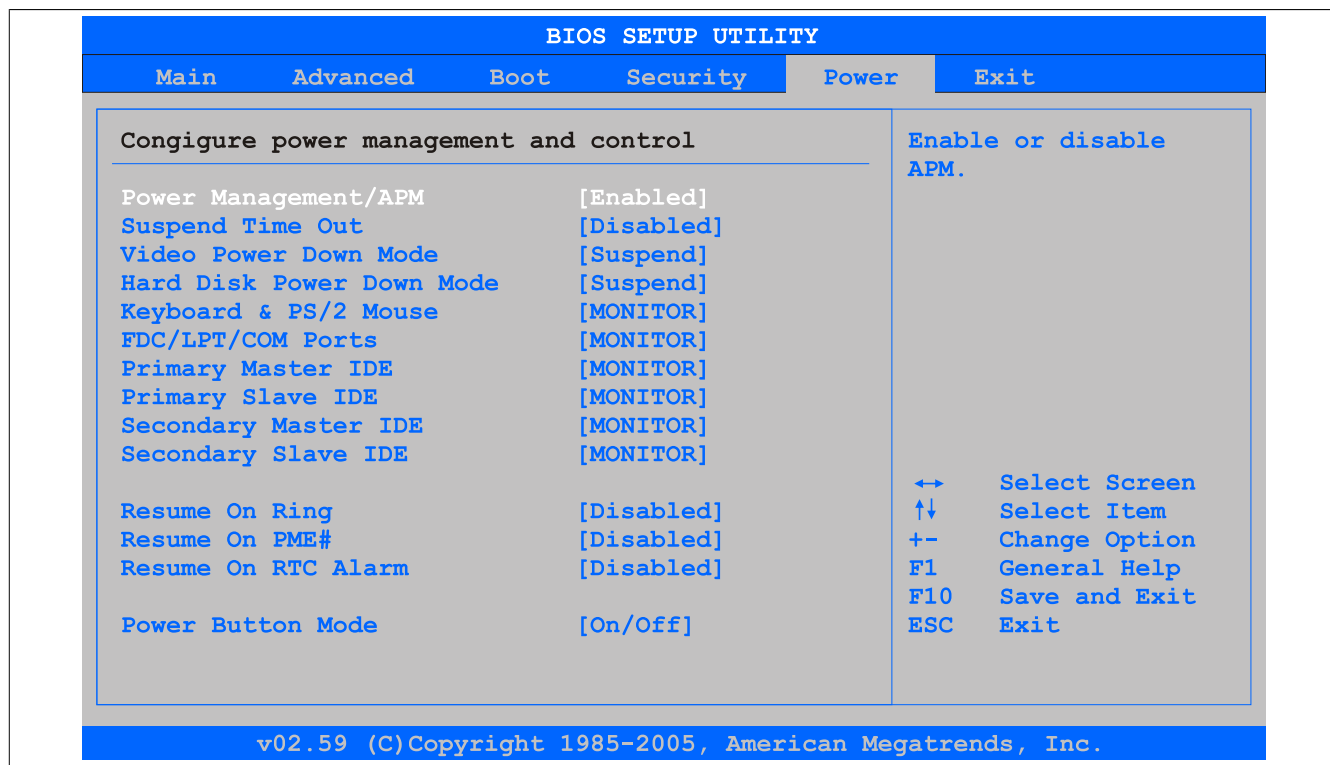 BIOS SETUP UTILITY
Main Advanced Boot Security Power Exit
Congigure power management and control
Power Management/APM [Enabled]
Suspend Time Out [Disabled]
Video Power Down Mode [Suspend]
Hard Disk Power Down Mode [Suspend]
Keyboard & PS/2 Mouse [MONITOR]
FDC/LPT/COM Ports [MONITOR]
Primary Master IDE [MONITOR]
Primary Slave IDE [MONITOR]
Secondary Master IDE [MONITOR]
Secondary Slave IDE [MONITOR]
Resume On Ring [Disabled]
Resume On PME# [Disabled]
Resume On RTC Alarm [Disabled]
Power Button Mode [On/Off]
Enable or disable
APM.
↔ Select Screen
↑↓ Select Item
+- Change Option
F1 General Help
F10 Save and Exit
ESC Exit
v02.59 (C)Copyright 1985-2005, American Megatrends, Inc.